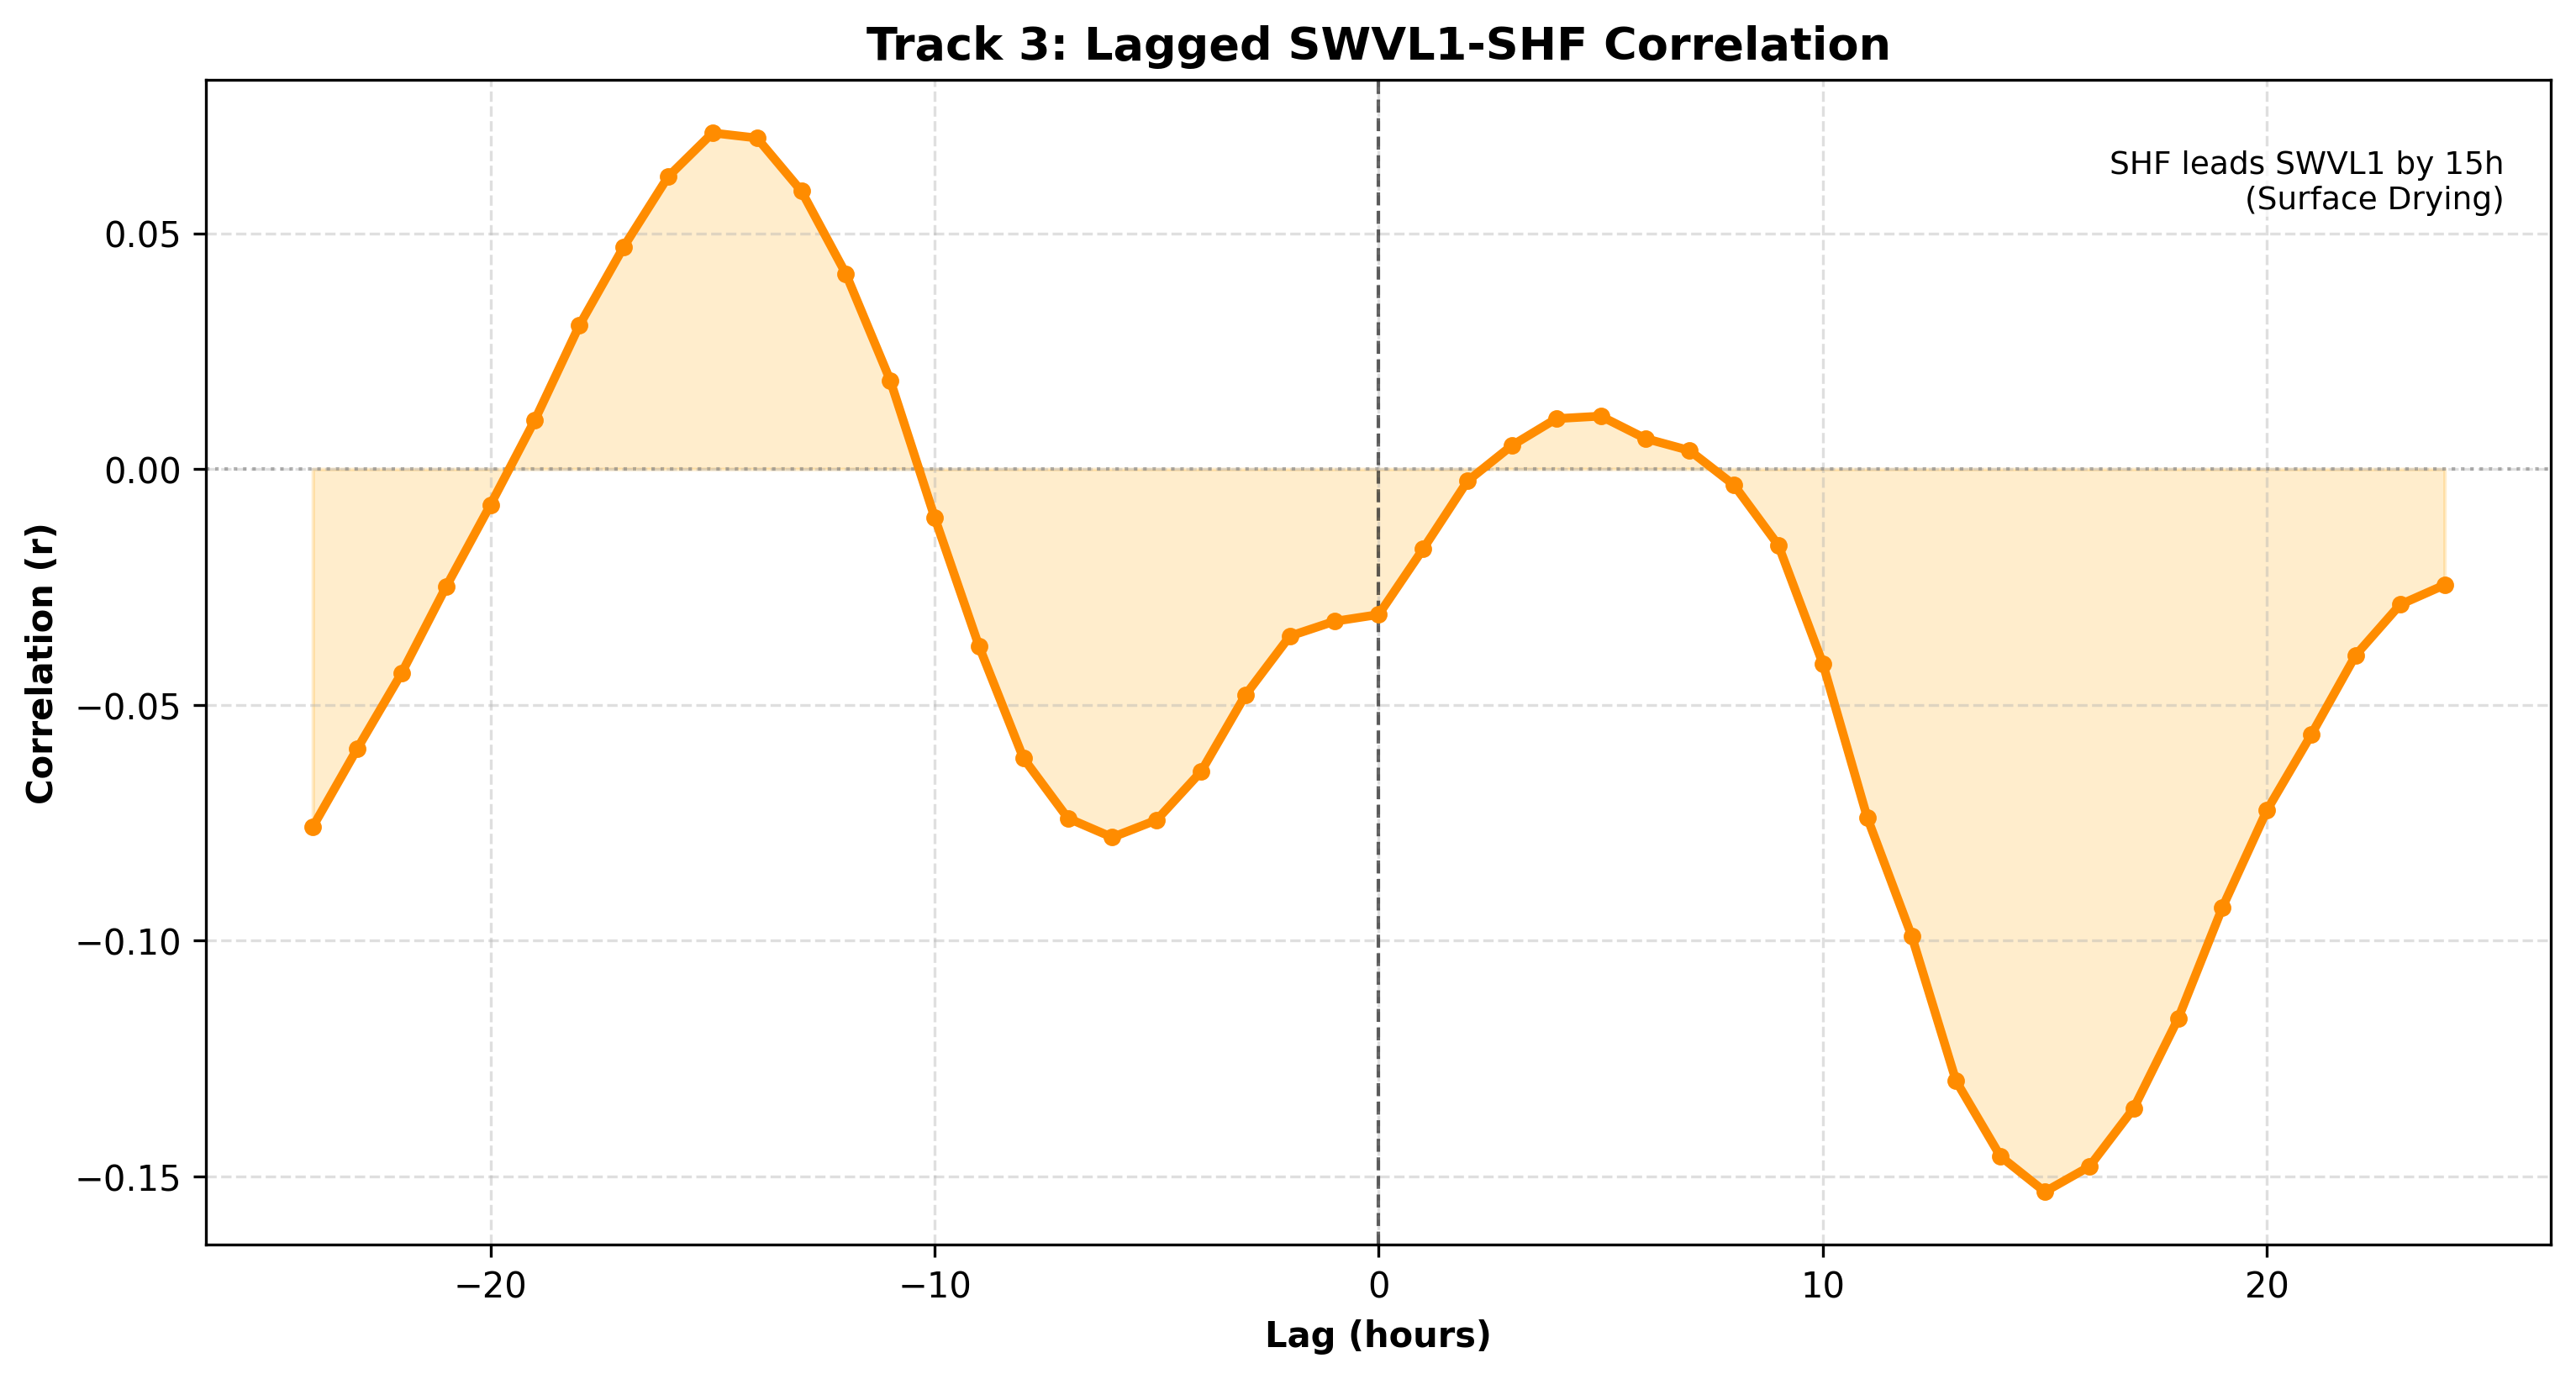 Track 3: Lagged SWVL1-SHF Correlation
SHF leads SWVL1 by 15h
(Surface Drying)
Correlation (r)
0.05
0.00
−0.05
−0.10
−0.15
−20
−10
0
10
20
Lag (hours)